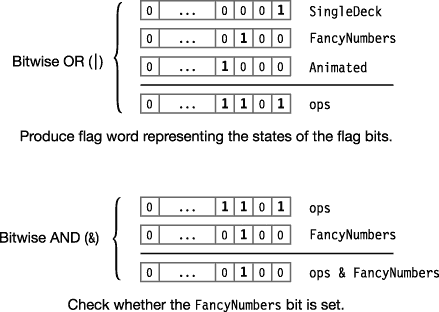 0 ... 0 0 0 1 SingleDeck
0 ... 0 1 0 0 FancyNumbers
Bitwise OR (|)
0 ... 1 0 0 0 Animated
0 ... 1 1 0 1 ops
Produce flag word representing the states of the flag bits.
0 ... 1 1 0 1 ops
Bitwise AND (&)
0 ... 0 1 0 0 FancyNumbers
0 ... 0 1 0 0 ops & FancyNumbers
Check whether the FancyNumbers bit is set.